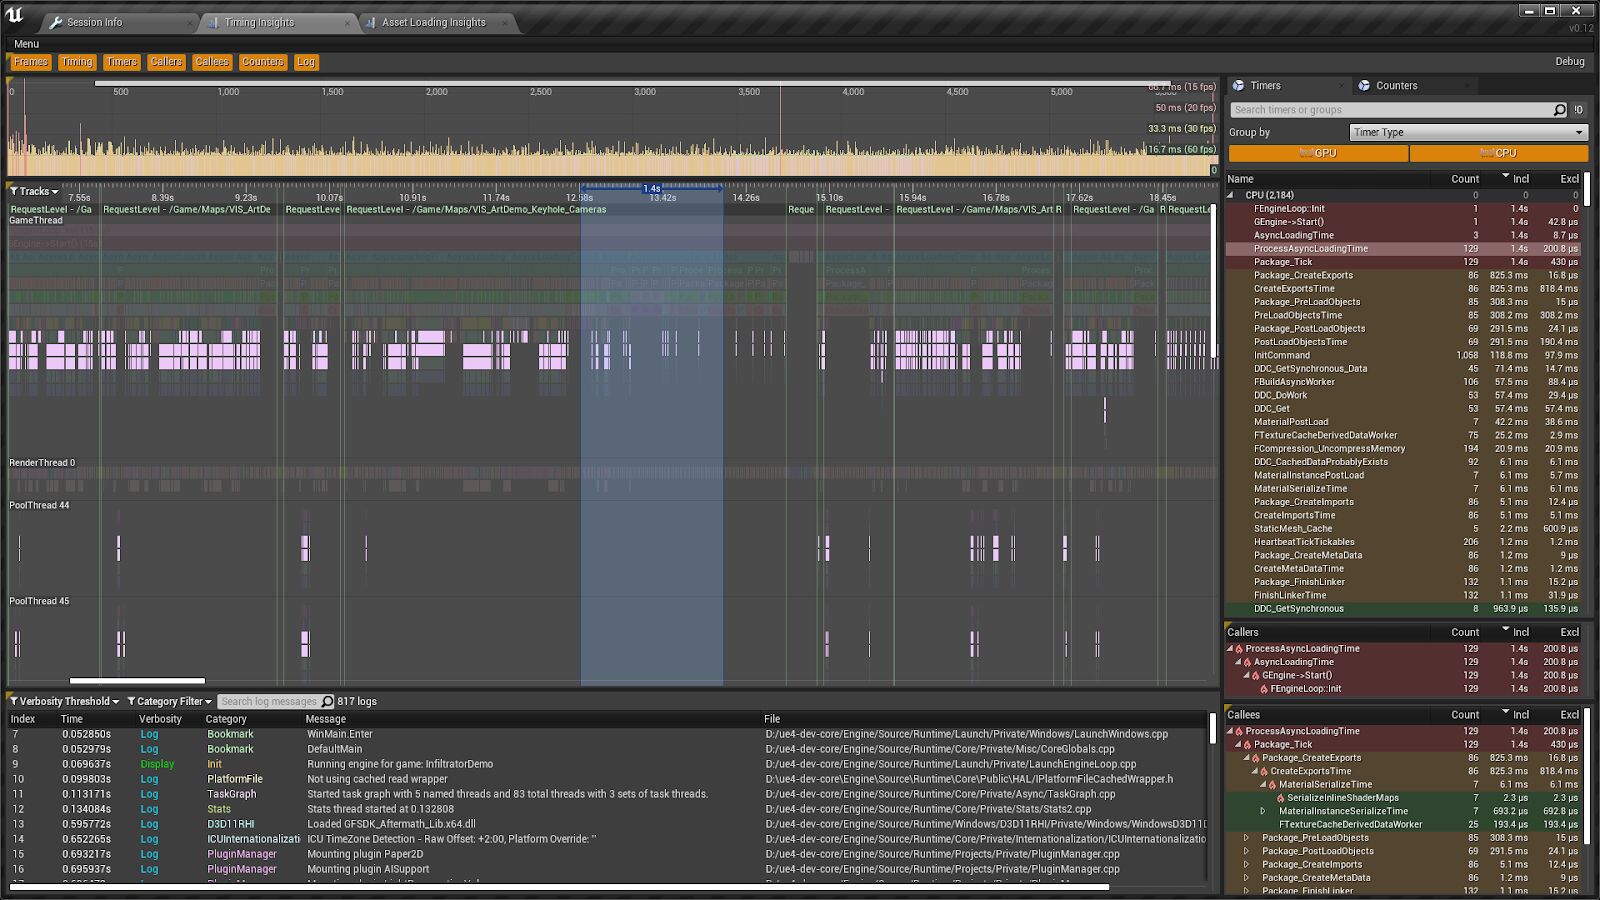 Session Info
Timing Insights
Asset Loading Insights
v0.12
Menu
Frames Timing Timers Callers Callees Counters Log
Debug
0 500 1,000 1,500 2,000 2,500 3,000 3,500 4,000 4,500 5,000
66.7 ms (15 fps)
50 ms (20 fps)
33.3 ms (30 fps)
16.7 ms (60 fps)
0
Tracks
1.4s
7.55s 8.39s 9.23s 10.07s 10.91s 11.74s 12.58s 13.42s 14.26s 15.10s 15.94s 16.78s 17.62s 18.45s
RequestLevel - /Ga RequestLevel - /Game/Maps/VIS_ArtDe RequestLeve RequestLevel - /Game/Maps/VIS_ArtDemo_Keyhole_Cameras Reque RequestLevel - RequestLevel - /Game/Maps/VIS_Art R RequestLevel - /Ga R RequestLe
GameThread
GEngine->Start() (15s)
RenderThread 0
PoolThread 44
PoolThread 45
Verbosity Threshold Category Filter Search log messages 817 logs
Index Time Verbosity Category Message File
7 0.052850s Log Bookmark WinMain.Enter D:/ue4-dev-core/Engine/Source/Runtime/Launch/Private/Windows/LaunchWindows.cpp
8 0.052979s Log Bookmark DefaultMain D:/ue4-dev-core/Engine/Source/Runtime/Core/Private/Misc/CoreGlobals.cpp
9 0.069637s Display Init Running engine for game: InfiltratorDemo D:/ue4-dev-core/Engine/Source/Runtime/Launch/Private/LaunchEngineLoop.cpp
10 0.099803s Log PlatformFile Not using cached read wrapper D:\ue4-dev-core\Engine\Source\Runtime\Core\Public\HAL/IPlatformFileCachedWrapper.h
11 0.113171s Log TaskGraph Started task graph with 5 named threads and 83 total threads with 3 sets of task threads. D:/ue4-dev-core/Engine/Source/Runtime/Core/Private/Async/TaskGraph.cpp
12 0.134084s Log Stats Stats thread started at 0.132808 D:/ue4-dev-core/Engine/Source/Runtime/Core/Private/Stats/Stats2.cpp
13 0.595772s Log D3D11RHI Loaded GFSDK_Aftermath_Lib.x64.dll D:/ue4-dev-core/Engine/Source/Runtime/Windows/D3D11RHI/Private/Windows/WindowsD3D11D
14 0.652265s Log ICUInternationalizati ICU TimeZone Detection - Raw Offset: +2:00, Platform Override: '' D:/ue4-dev-core/Engine/Source/Runtime/Core/Private/Internationalization/ICUInternationalizatio
15 0.693217s Log PluginManager Mounting plugin Paper2D D:/ue4-dev-core/Engine/Source/Runtime/Projects/Private/PluginManager.cpp
16 0.695937s Log PluginManager Mounting plugin AISupport D:/ue4-dev-core/Engine/Source/Runtime/Projects/Private/PluginManager.cpp
Timers Counters
Search timers or groups
Group by Timer Type
GPU CPU
Name Count Incl Excl
CPU (2,184) 0 0 0
FEngineLoop::Init 1 1.4s 0
GEngine->Start() 1 1.4s 42.8 µs
AsyncLoadingTime 3 1.4s 8.7 µs
ProcessAsyncLoadingTime 129 1.4s 200.8 µs
Package_Tick 129 1.4s 430 µs
Package_CreateExports 86 825.3 ms 16.8 µs
CreateExportsTime 86 825.3 ms 818.4 ms
Package_PreLoadObjects 85 308.3 ms 15 µs
PreLoadObjectsTime 85 308.2 ms 308.2 ms
Package_PostLoadObjects 69 291.5 ms 24.1 µs
PostLoadObjectsTime 69 291.5 ms 190.4 ms
InitCommand 1,058 118.8 ms 97.9 ms
DDC_GetSynchronous_Data 45 71.4 ms 14.7 ms
FBuildAsyncWorker 106 57.5 ms 88.4 µs
DDC_DoWork 53 57.4 ms 29.4 µs
DDC_Get 53 57.4 ms 57.4 ms
MaterialPostLoad 7 42.2 ms 38.6 ms
FTextureCacheDerivedDataWorker 75 25.2 ms 2.9 ms
FCompression_UncompressMemory 194 20.9 ms 20.9 ms
DDC_CachedDataProbablyExists 92 6.1 ms 6.1 ms
MaterialInstancePostLoad 7 6.1 ms 5.7 ms
MaterialSerializeTime 7 6.1 ms 6.1 ms
Package_CreateImports 86 5.1 ms 12.4 µs
CreateImportsTime 86 5.1 ms 5.1 ms
StaticMesh_Cache 5 2.2 ms 600.9 µs
HeartbeatTickTickables 206 1.2 ms 1.2 ms
Package_CreateMetaData 86 1.2 ms 9 µs
CreateMetaDataTime 86 1.2 ms 1.2 ms
Package_FinishLinker 132 1.1 ms 15.2 µs
FinishLinkerTime 132 1.1 ms 31.9 µs
DDC_GetSynchronous 8 963.9 µs 135.9 µs
Callers Count Incl Excl
ProcessAsyncLoadingTime 129 1.4s 200.8 µs
AsyncLoadingTime 129 1.4s 200.8 µs
GEngine->Start() 129 1.4s 200.8 µs
FEngineLoop::Init 129 1.4s 200.8 µs
Callees Count Incl Excl
ProcessAsyncLoadingTime 129 1.4s 200.8 µs
Package_Tick 129 1.4s 430 µs
Package_CreateExports 86 825.3 ms 16.8 µs
CreateExportsTime 86 825.3 ms 818.4 ms
MaterialSerializeTime 7 6.1 ms 6.1 ms
SerializeInlineShaderMaps 7 2.3 µs 2.3 µs
MaterialInstanceSerializeTime 7 693.2 µs 692.8 µs
FTextureCacheDerivedDataWorker 25 193.4 µs 193.4 µs
Package_PreLoadObjects 85 308.3 ms 15 µs
Package_PostLoadObjects 69 291.5 ms 24.1 µs
Package_CreateImports 86 5.1 ms 12.4 µs
Package_CreateMetaData 86 1.2 ms 9 µs
Package_FinishLinker 132 1.1 ms 15.2 µs